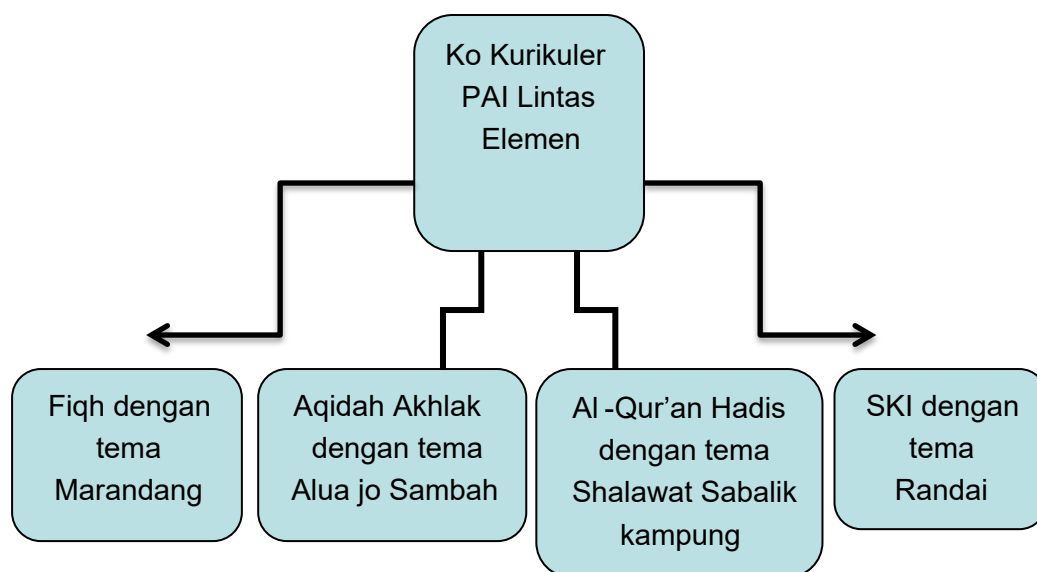 Ko Kurikuler
PAI Lintas
Elemen
Fiqh dengan
tema
Marandang
Aqidah Akhlak
dengan tema
Alua jo Sambah
Al -Qur’an Hadis
dengan tema
Shalawat Sabalik
kampung
SKI dengan
tema
Randai